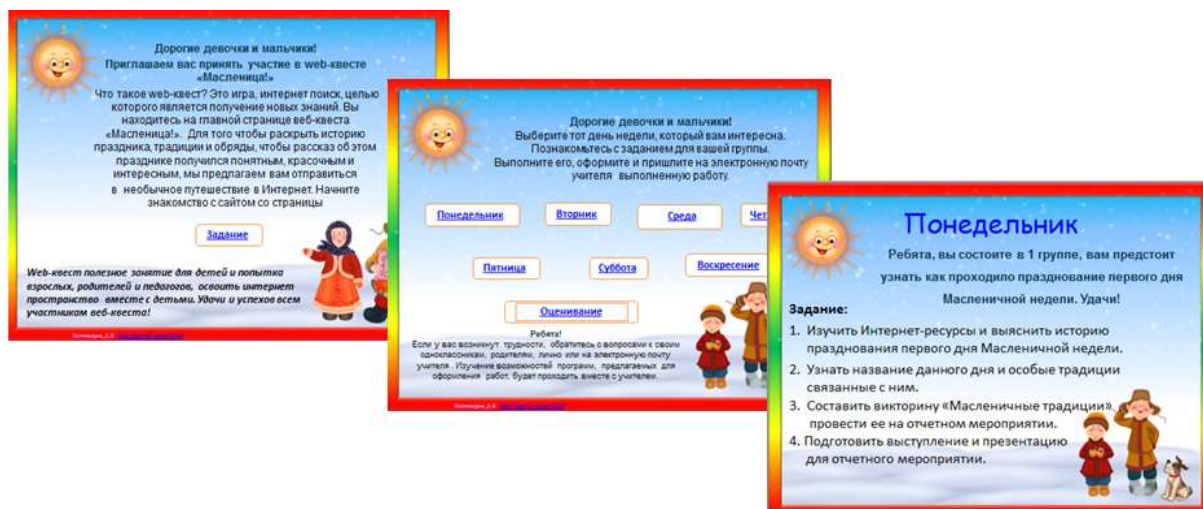 Дорогие девочки и мальчики!
Приглашаем вас принять участие в web-квесте
«Масленица!»
Что такое web-квест? Это игра, интернет поиск, целью
которого является получение новых знаний. Вы
находитесь на главной странице веб-квеста
«Масленица!». Для того чтобы раскрыть историю
праздника, традиции и обряды, чтобы рассказ об этом
празднике получился понятным, красочным и
интересным, мы предлагаем вам отправиться
в необычное путешествие в Интернет. Начните
знакомство с сайтом со страницы
Задание
Web-квест полезное занятие для детей и попытка
взрослых, родителей и педагогов, освоить интернет
пространство вместе с детьми. Удачи и успехов всем
участникам веб-квеста!
Дорогие девочки и мальчики!
Выберите тот день недели, который вам интересна.
Познакомьтесь с заданием для вашей группы.
Выполните его, оформите и пришлите на электронную почту
учителя выполненную работу.
Понедельник
Вторник
Среда
Чет
Пятница
Суббота
Воскресение
Оценивание
Ребята!
Если у вас возникнут трудности, обратитесь с вопросами к своим
одноклассникам, родителям, лично или на электронную почту
учителя. Изучение возможностей программ, предлагаемых для
оформления работ, будет проходить вместе с учителем.
Понедельник
Ребята, вы состоите в 1 группе, вам предстоит
узнать как проходило празднование первого дня
Масленичной недели. Удачи!
Задание:
1. Изучить Интернет-ресурсы и выяснить историю
празднования первого дня Масленичной недели.
2. Узнать название данного дня и особые традиции
связанные с ним.
3. Составить викторину «Масленичные традиции»
провести ее на отчетном мероприятии.
4. Подготовить выступление и презентацию
для отчетного мероприятия.